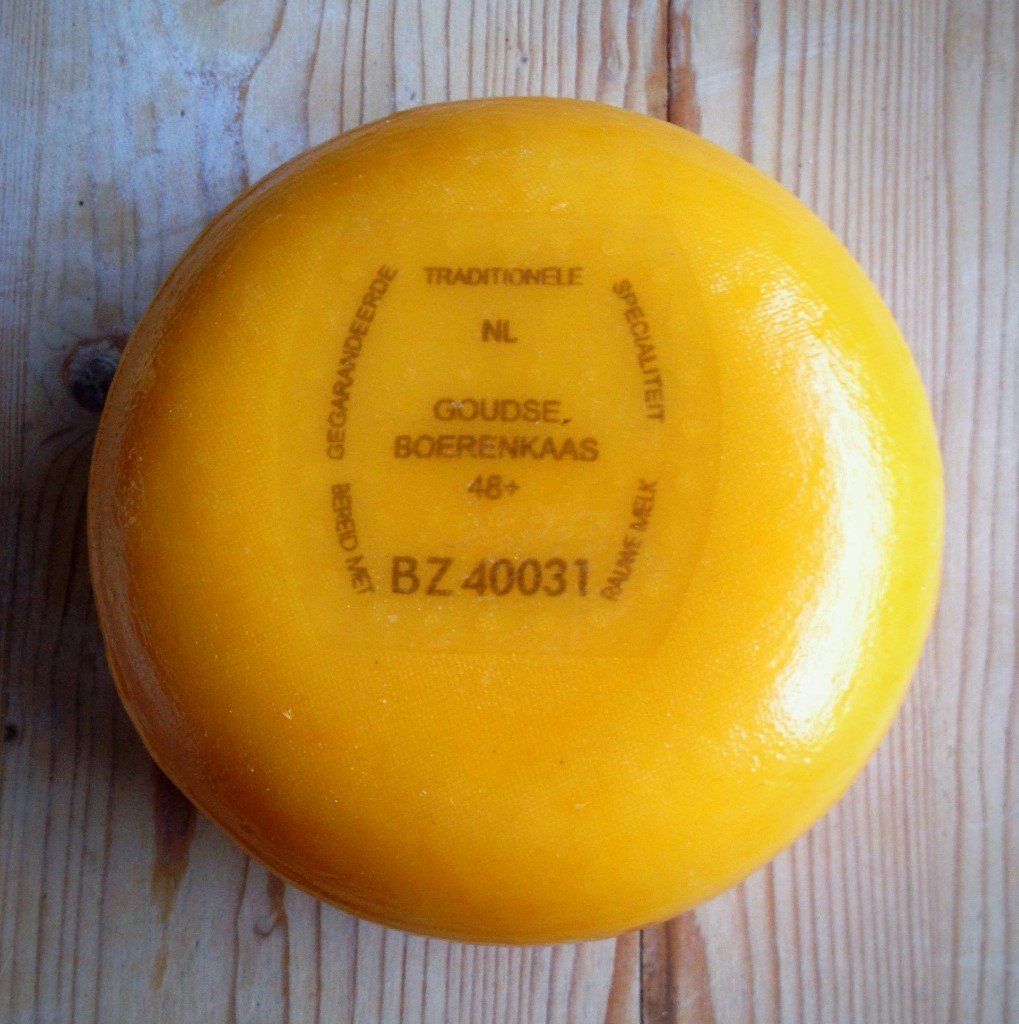 GEGARANDEERDE
TRADITIONELE
SPECIALITEIT
NL
GOUDSE,
BOERENKAAS
48+
BEREID MET
RAUWE MELK
BZ 40031